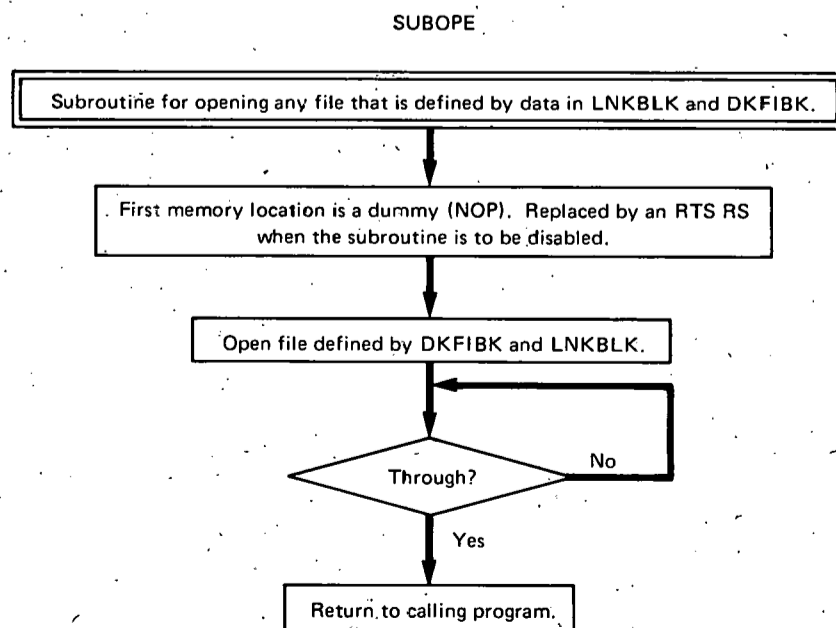 SUBOPE
Subroutine for opening any file that is defined by data in LNKBLK and DKFIBK.
First memory location is a dummy (NOP). Replaced by an RTS RS
when the subroutine is to be disabled.
Open file defined by DKFIBK and LNKBLK.
Through?
No
Yes
Return to calling program.